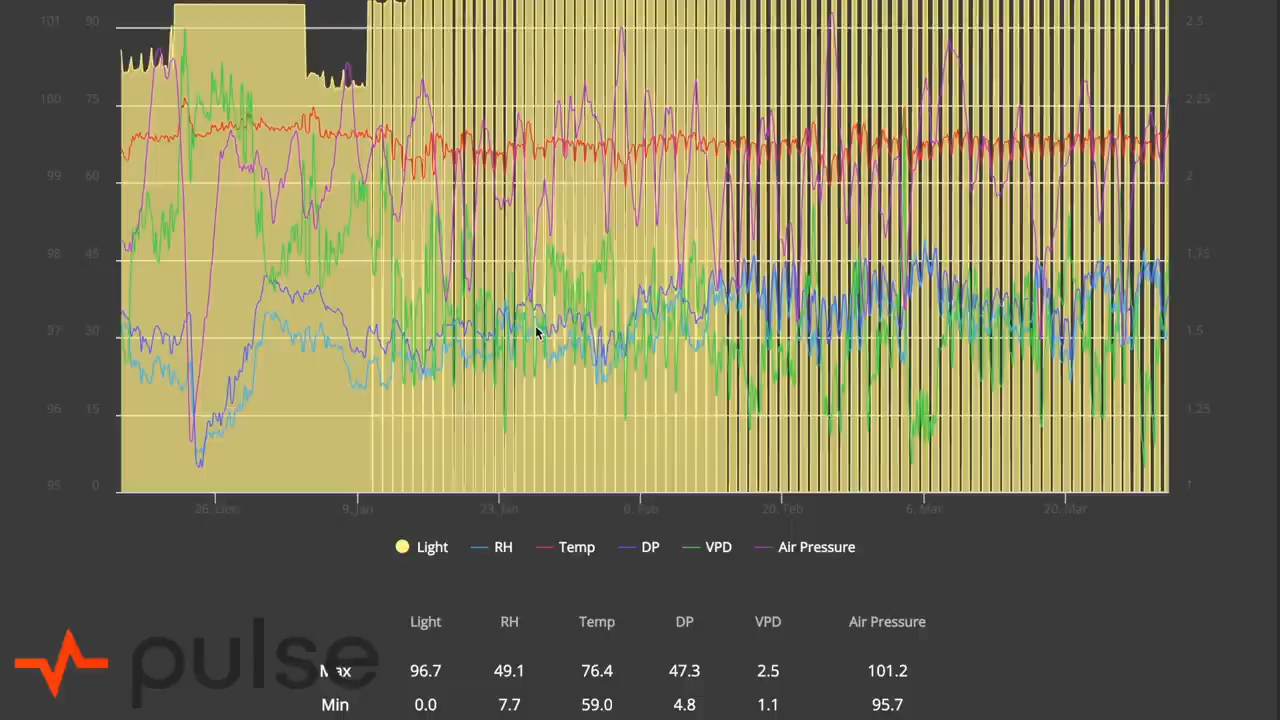 101 90 2.5
100 75 2.25
99 60 2
98 45 1.75
97 30 1.5
96 15 1.25
95 0 1
26. Dec 9. Jan 23. Jan 6. Feb 20. Feb 6. Mar 20. Mar
Light RH Temp DP VPD Air Pressure
Light RH Temp DP VPD Air Pressure
pulse
Max 96.7 49.1 76.4 47.3 2.5 101.2
Min 0.0 7.7 59.0 4.8 1.1 95.7